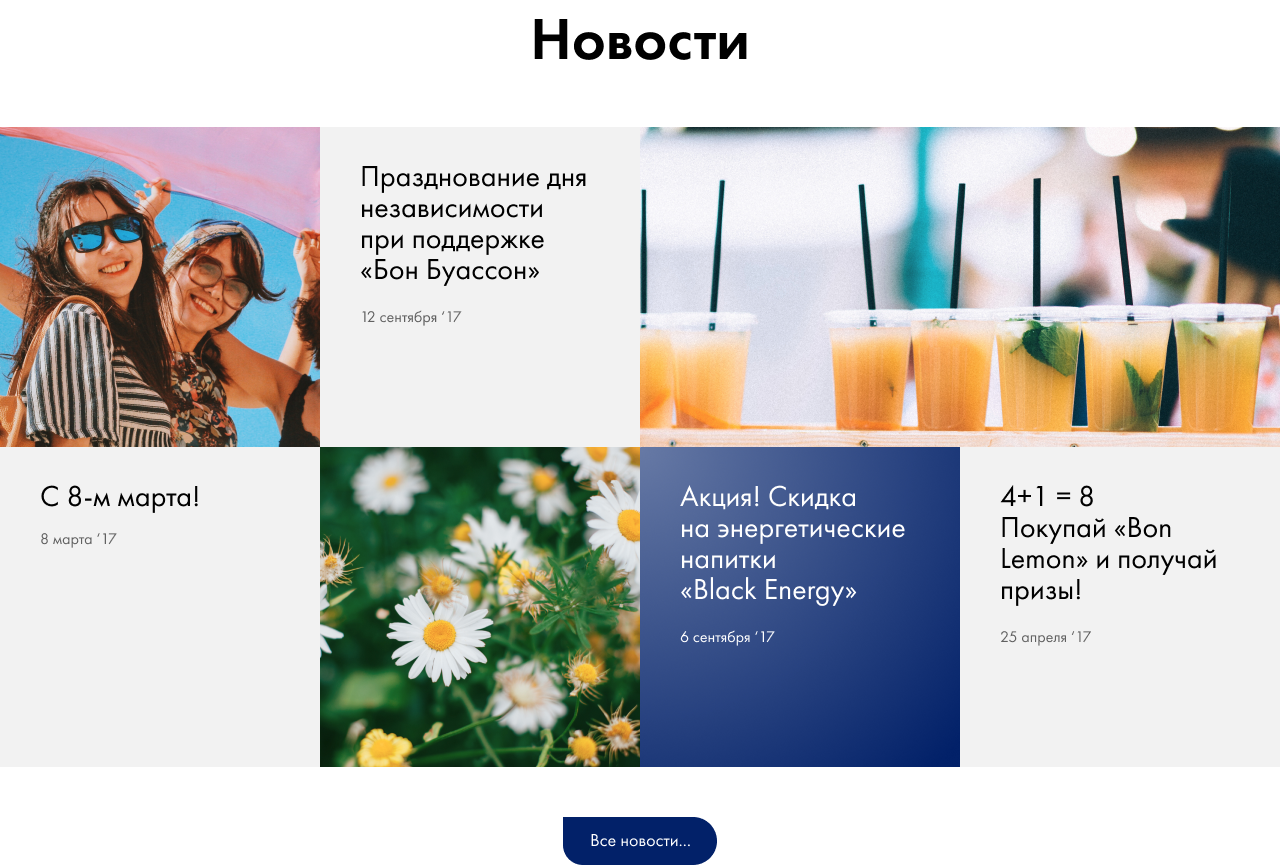 Новости
Празднование дня
независимости
при поддержке
«Бон Буассон»
12 сентября ‘17
С 8-м марта!
8 марта ‘17
Акция! Скидка
на энергетические
напитки
«Black Energy»
6 сентября ‘17
4+1 = 8
Покупай «Bon
Lemon» и получай
призы!
25 апреля ‘17
Все новости...